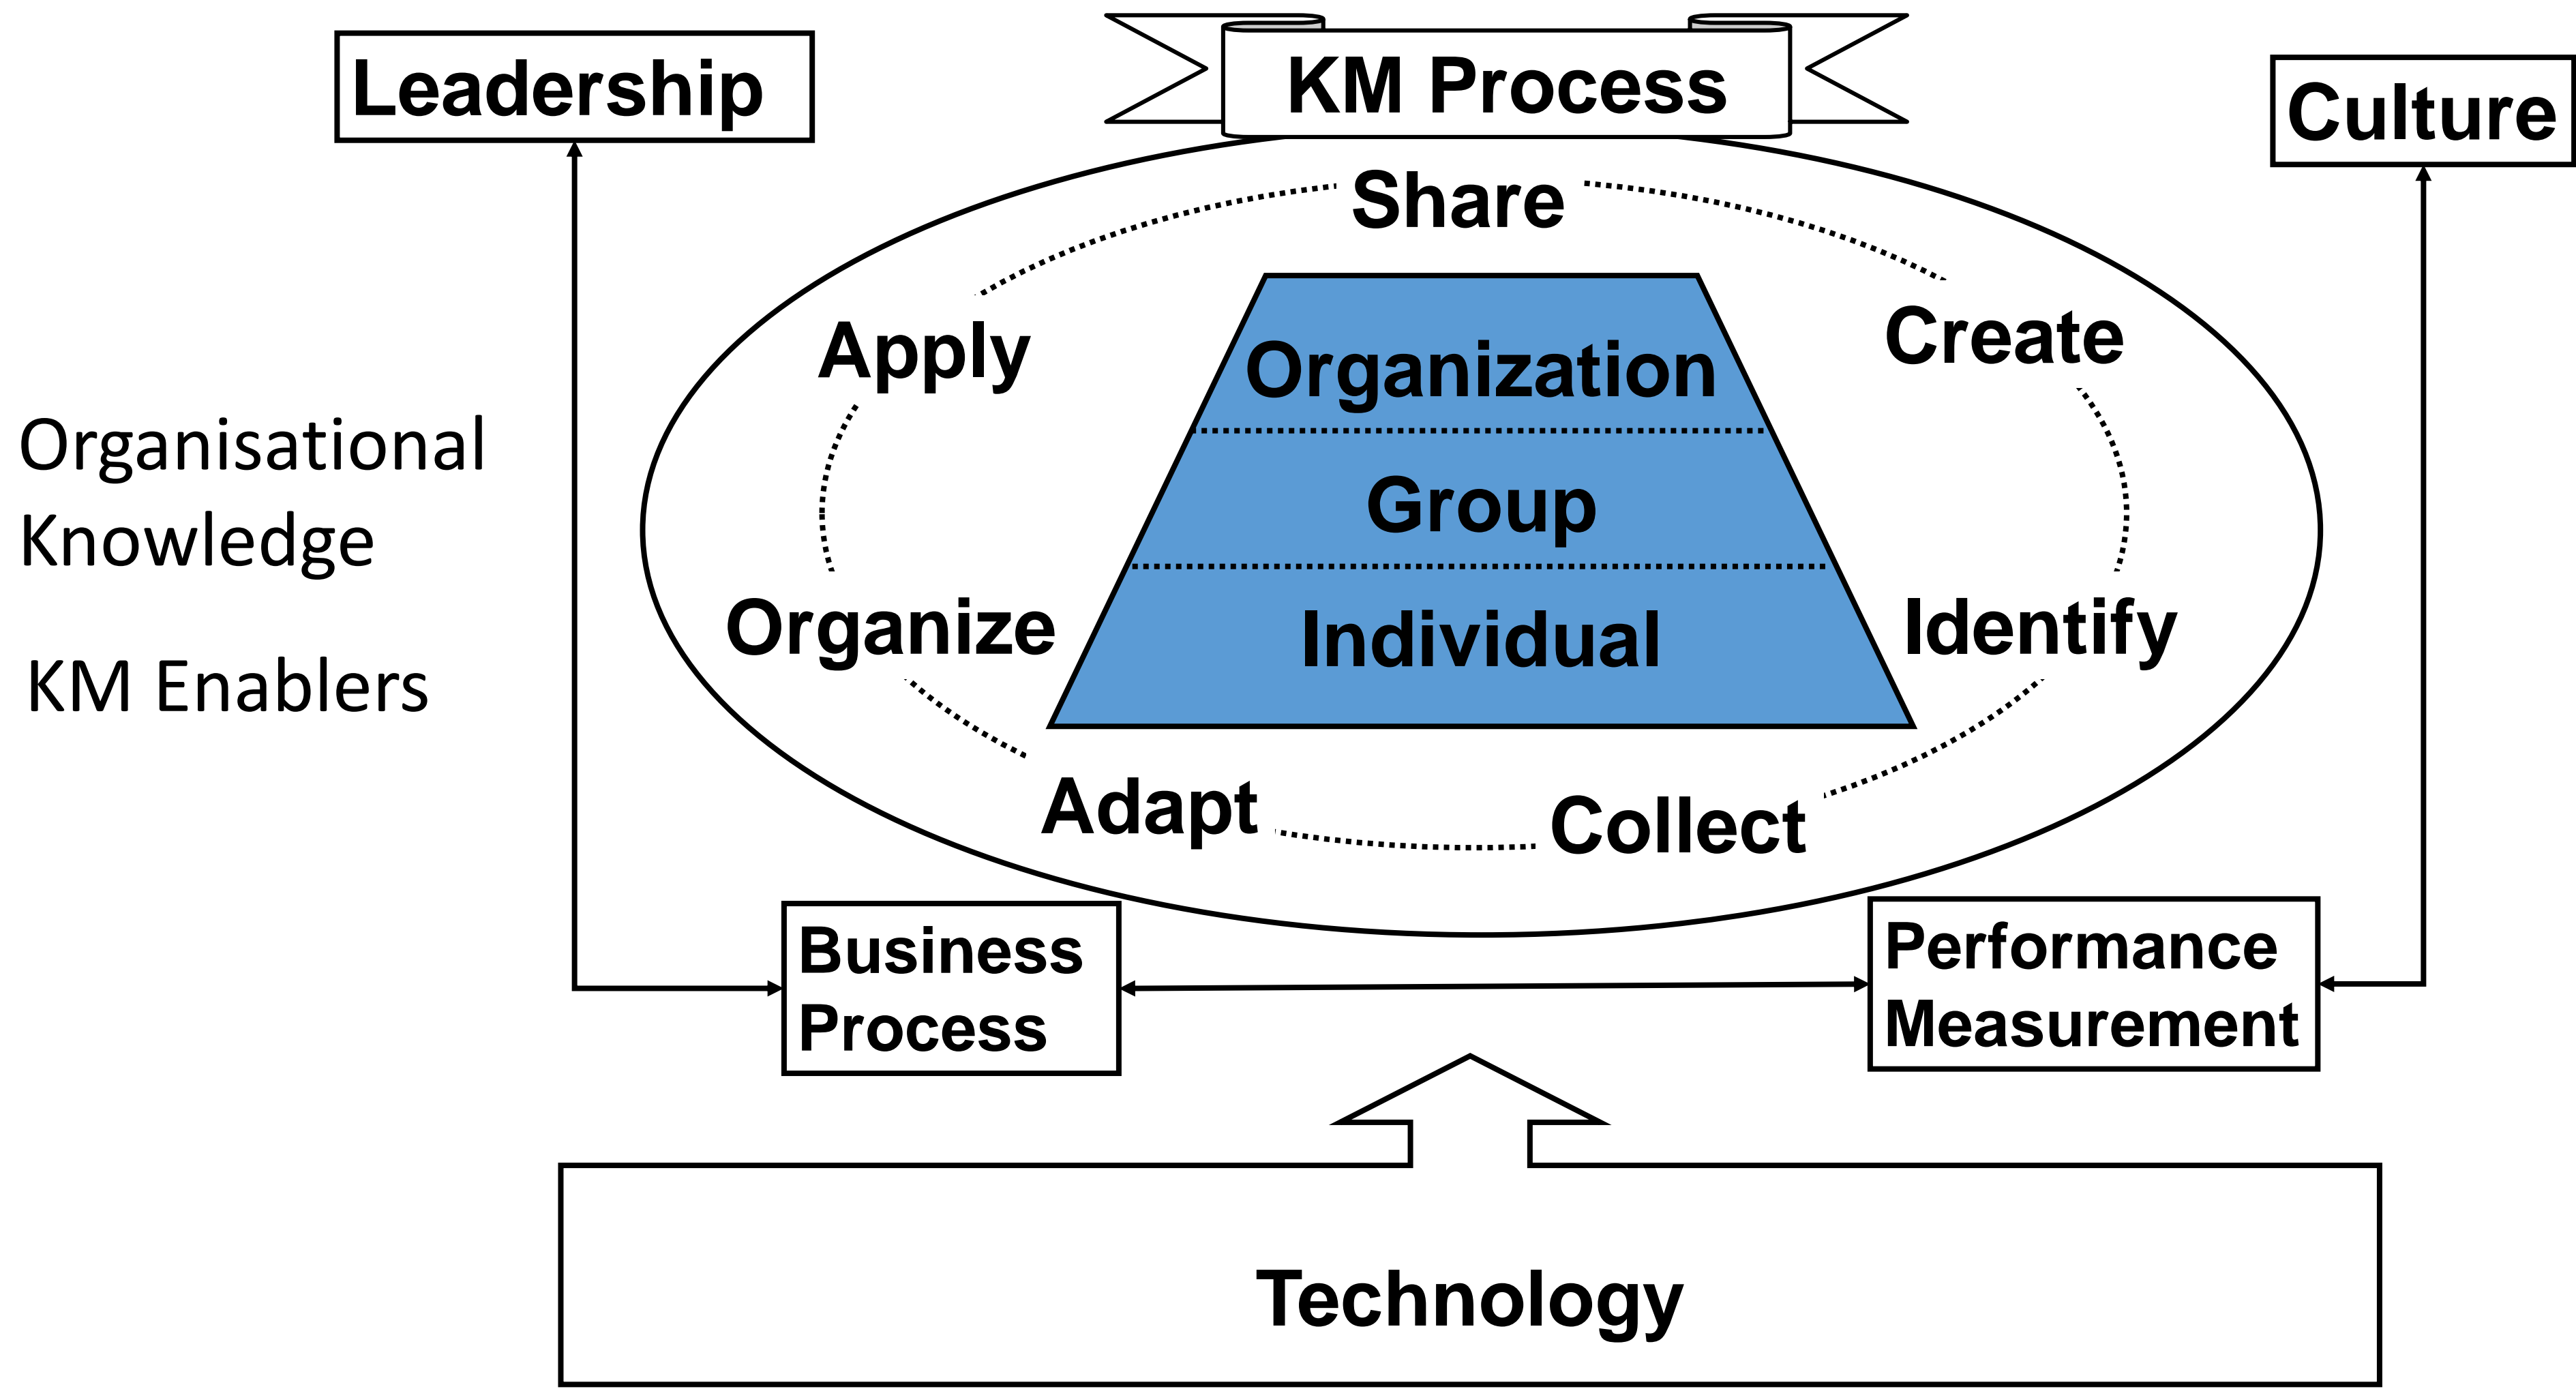 Leadership
KM Process
Culture
Share
Apply
Create
Organization
Organisational
Knowledge
Group
KM Enablers
Organize
Individual
Identify
Adapt
Collect
Business
Process
Performance
Measurement
Technology